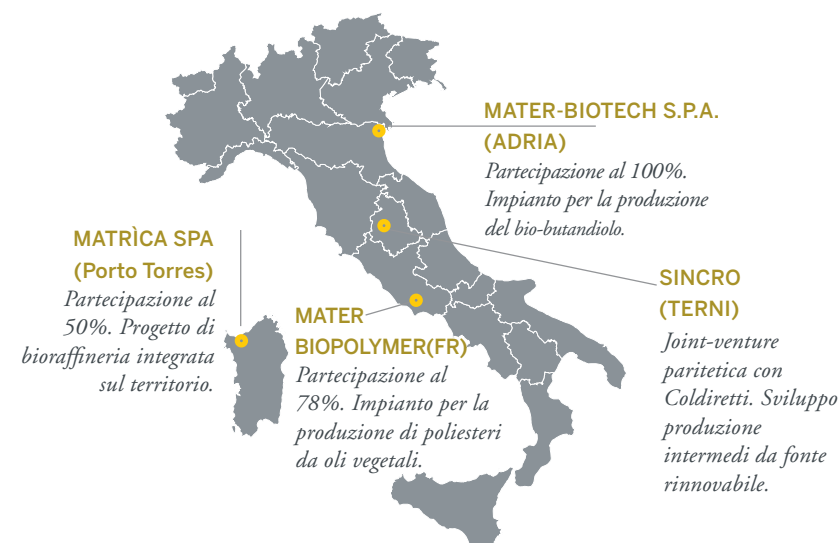 MATER-BIOTECH S.P.A.
(ADRIA)
Partecipazione al 100%.
Impianto per la produzione
del bio-butandiolo.
MATRÌCA SPA
(Porto Torres)
Partecipazione al
50%. Progetto di
bioraffineria integrata
sul territorio.
MATER
BIOPOLYMER(FR)
Partecipazione al
78%. Impianto per la
produzione di poliesteri
da oli vegetali.
SINCRO
(TERNI)
Joint-venture
paritetica con
Coldiretti. Sviluppo
produzione
intermedi da fonte
rinnovabile.